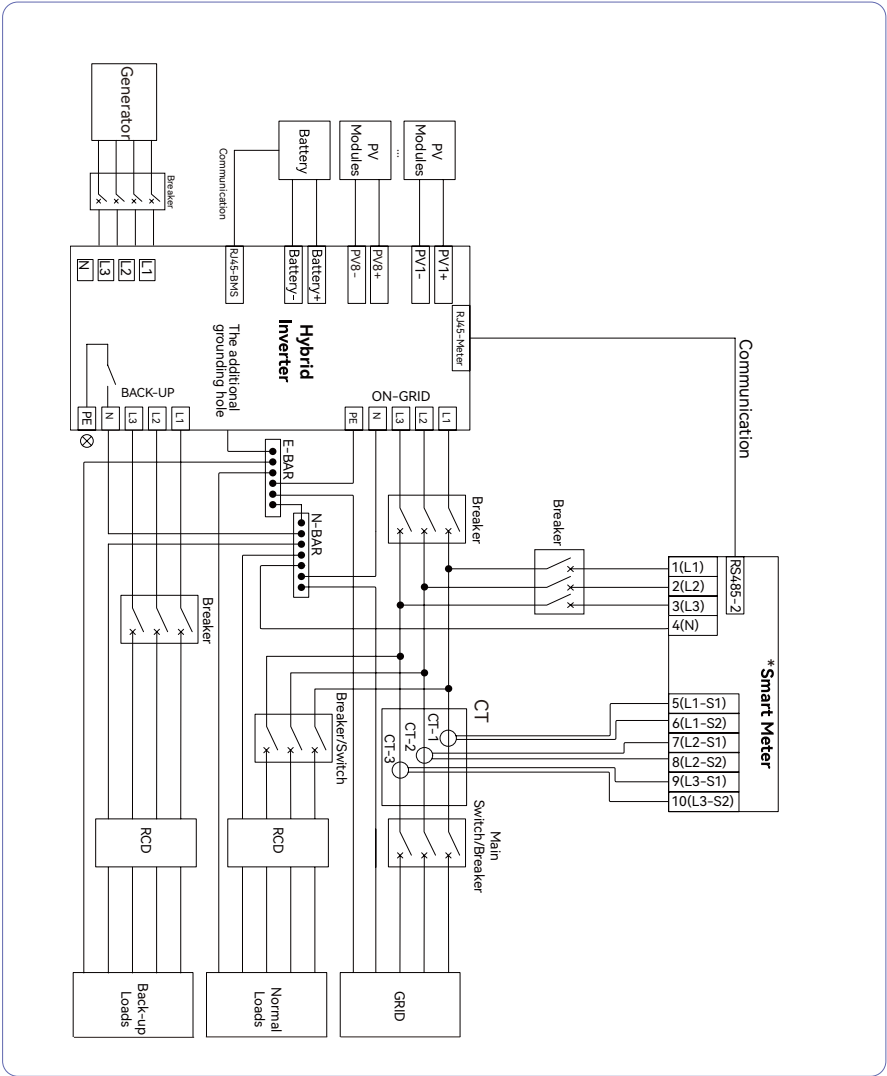 Generator
Breaker
Communication
Battery
PV
Modules
...
PV
Modules
N
L3
L2
L1
RJ45-BMS
Battery-
Battery+
PV8-
PV8+
PV1-
PV1+
RJ45-Meter
Communication
Hybrid
Inverter
The additional
grounding hole
BACK-UP
ON-GRID
PE
N
L3
L2
L1
PE
N
L3
L2
L1
E-BAR
N-BAR
Breaker
Breaker
Breaker
RS485-2
1(L1)
2(L2)
3(L3)
4(N)
*Smart Meter
5(L1-S1)
6(L1-S2)
7(L2-S1)
8(L2-S2)
9(L3-S1)
10(L3-S2)
CT
CT-1
CT-2
CT-3
Breaker/Switch
Main
Switch/Breaker
RCD
RCD
Back-up
Loads
Normal
Loads
GRID